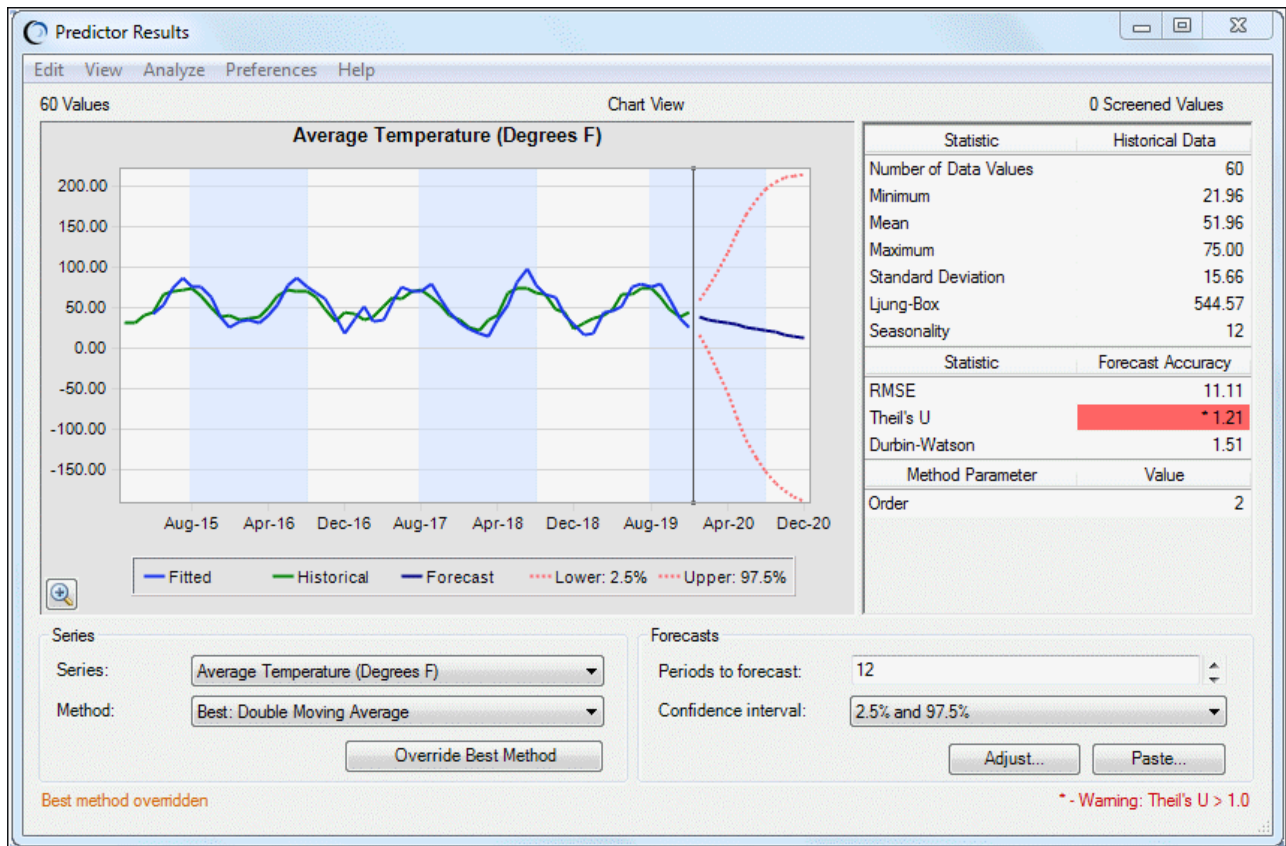 Predictor Results
Edit View Analyze Preferences Help
60 Values Chart View 0 Screened Values
Average Temperature (Degrees F)
200.00
150.00
100.00
50.00
0.00
-50.00
-100.00
-150.00
Aug-15 Apr-16 Dec-16 Aug-17 Apr-18 Dec-18 Aug-19 Apr-20 Dec-20
Fitted Historical Forecast Lower: 2.5% Upper: 97.5%
Statistic Historical Data
Number of Data Values 60
Minimum 21.96
Mean 51.96
Maximum 75.00
Standard Deviation 15.66
Ljung-Box 544.57
Seasonality 12
Statistic Forecast Accuracy
RMSE 11.11
Theil's U * 1.21
Durbin-Watson 1.51
Method Parameter Value
Order 2
Series
Series: Average Temperature (Degrees F)
Method: Best: Double Moving Average
Override Best Method
Forecasts
Periods to forecast: 12
Confidence interval: 2.5% and 97.5%
Adjust... Paste...
Best method overridden
* - Warning: Theil's U > 1.0